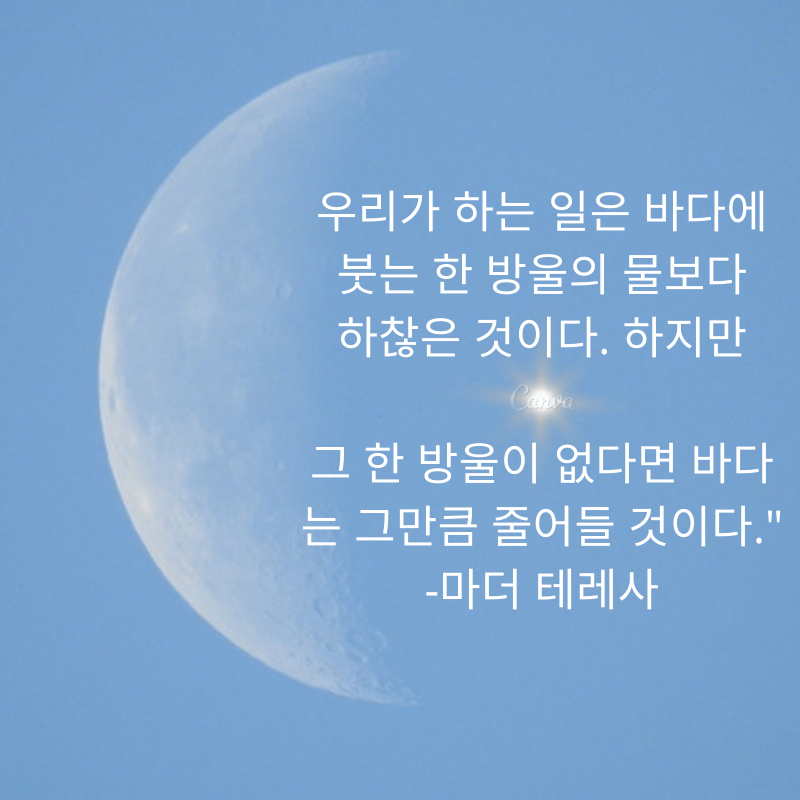 우리가 하는 일은 바다에
붓는 한 방울의 물보다
하찮은 것이다. 하지만
Canva
그 한 방울이 없다면 바다
는 그만큼 줄어들 것이다."
-마더 테레사